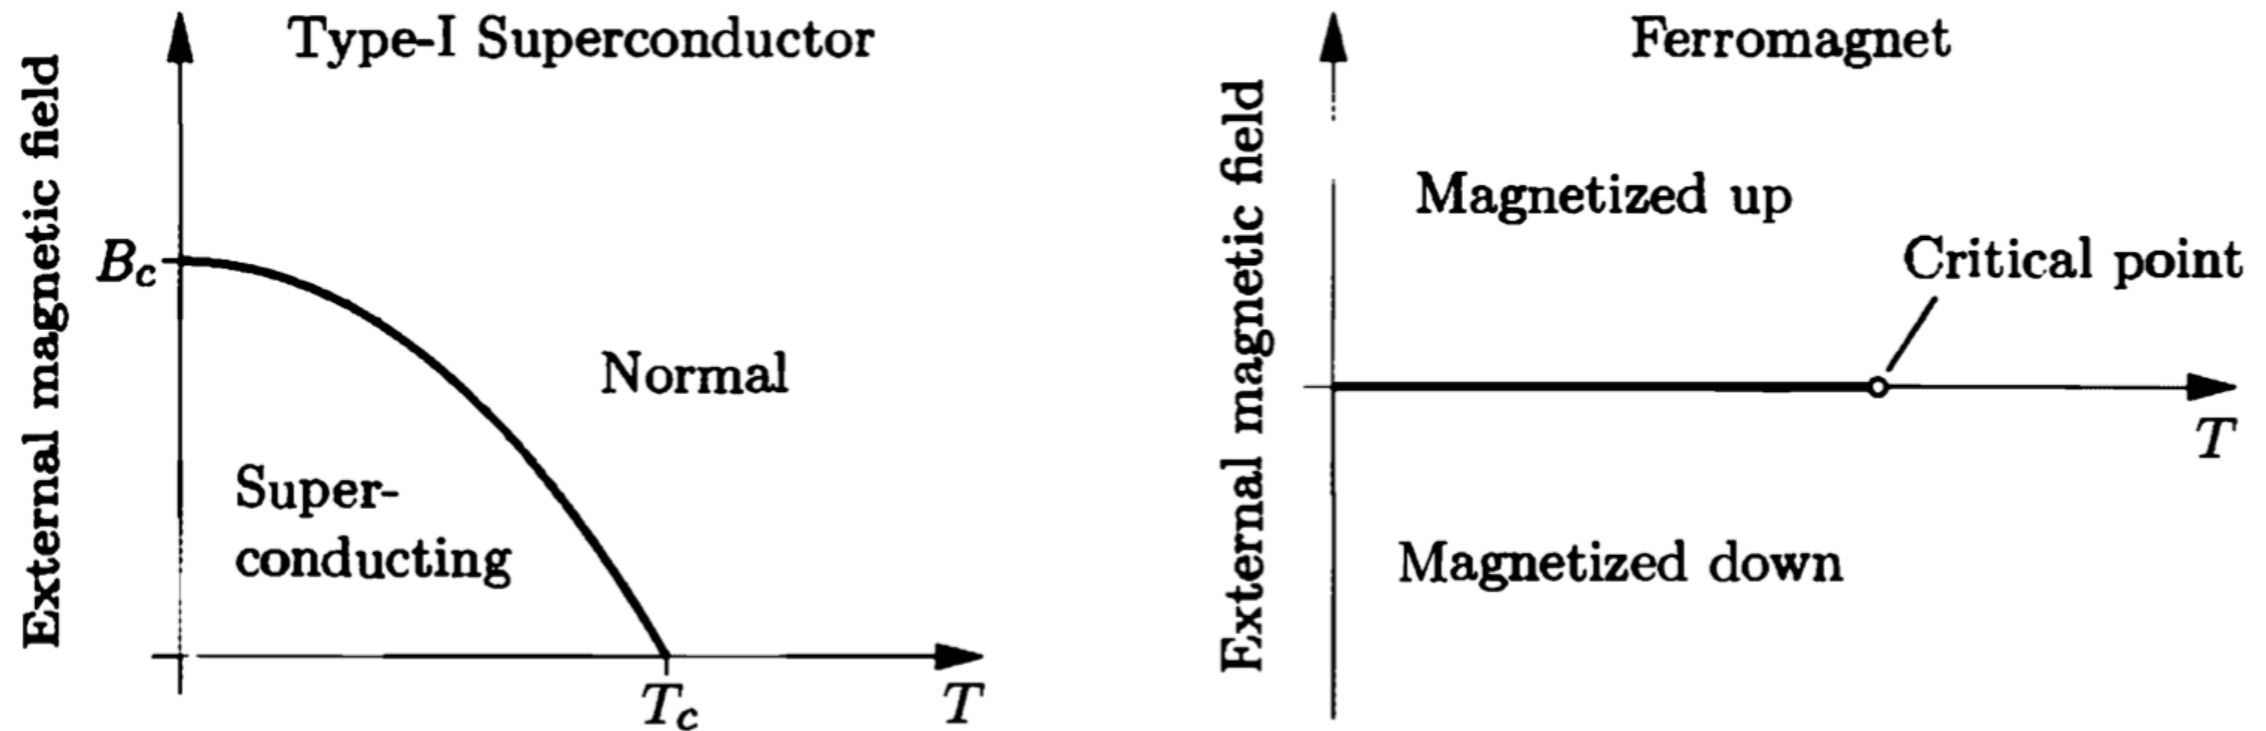 Type-I Superconductor
External magnetic field
B_c
Normal
Super-
conducting
T_c
T
Ferromagnet
External magnetic field
Magnetized up
Critical point
T
Magnetized down